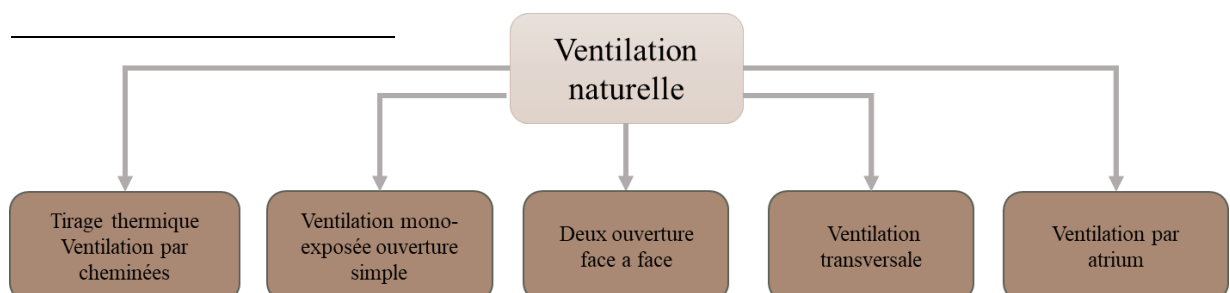 Ventilation
naturelle
Tirage thermique
Ventilation par
cheminées
Ventilation mono-
exposée ouverture
simple
Deux ouverture
face a face
Ventilation
transversale
Ventilation par
atrium